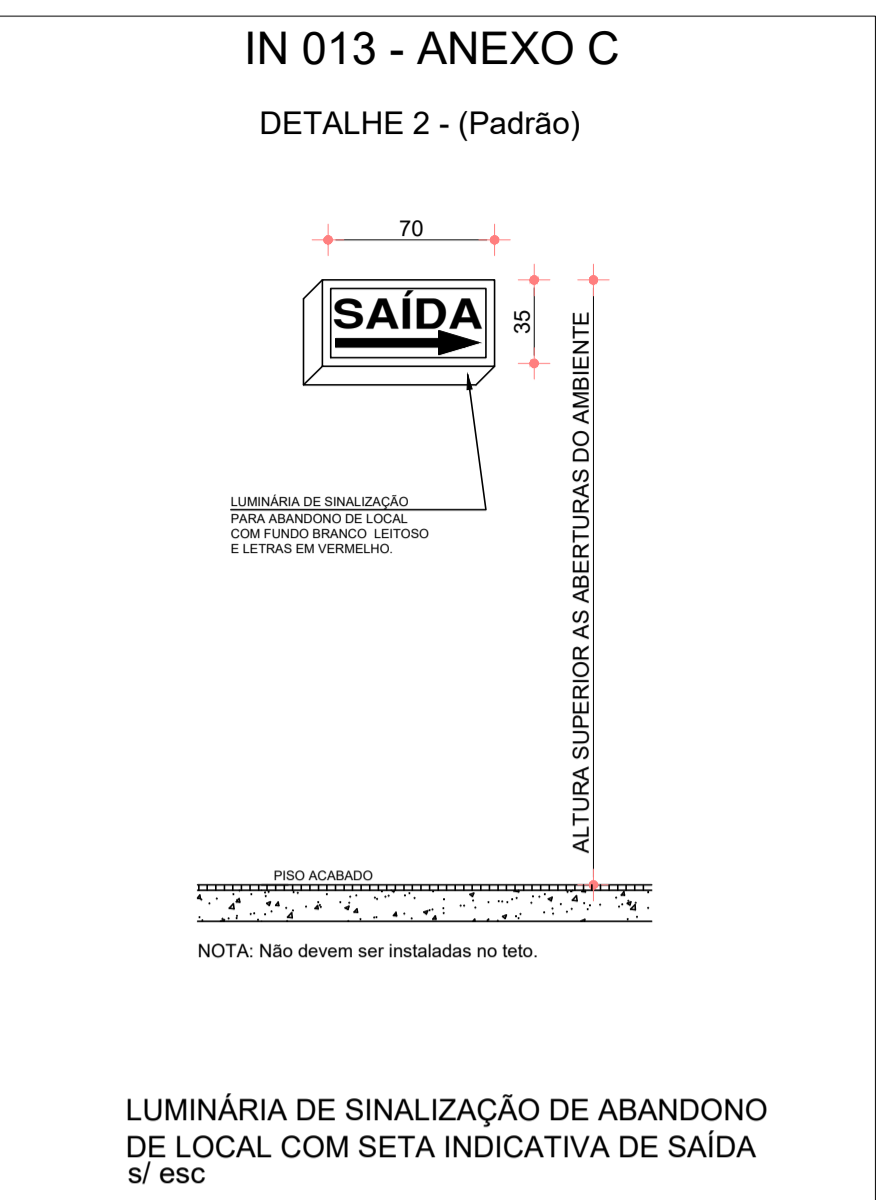 IN 013 - ANEXO C
DETALHE 2 - (Padrão)
70
SAÍDA
35
ALTURA SUPERIOR AS ABERTURAS DO AMBIENTE
LUMINÁRIA DE SINALIZAÇÃO
PARA ABANDONO DE LOCAL
COM FUNDO BRANCO LEITOSO
E LETRAS EM VERMELHO.
PISO ACABADO
NOTA: Não devem ser instaladas no teto.
LUMINÁRIA DE SINALIZAÇÃO DE ABANDONO
DE LOCAL COM SETA INDICATIVA DE SAÍDA
s/ esc